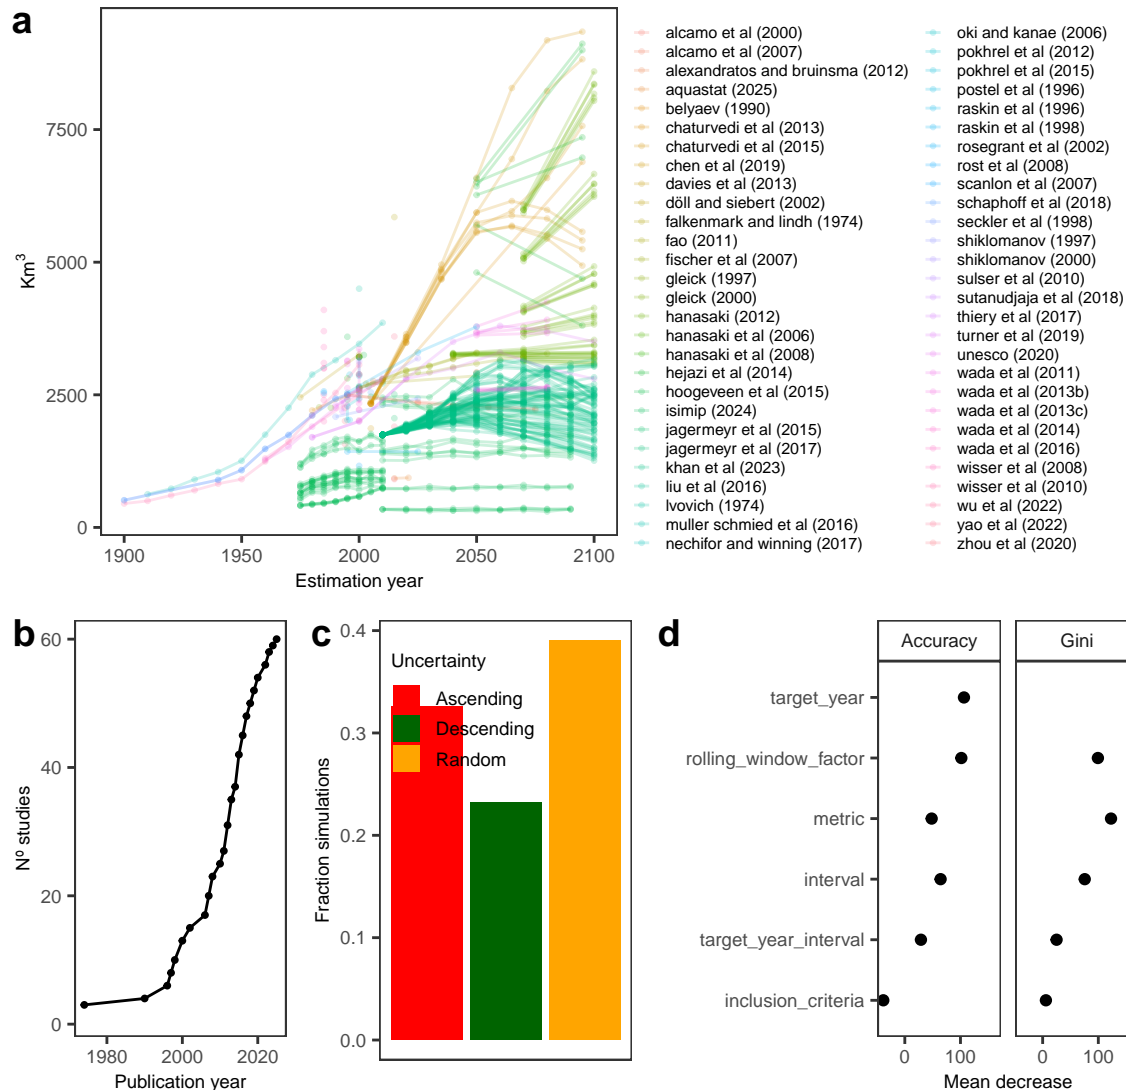 a
Km3
7500
5000
2500
0
1900
1950
2000
2050
2100
Estimation year
alcamo et al (2000)
alcamo et al (2007)
alexandratos and bruinsma (2012)
aquastat (2025)
belyaev (1990)
chaturvedi et al (2013)
chaturvedi et al (2015)
chen et al (2019)
davies et al (2013)
döll and siebert (2002)
falkenmark and lindh (1974)
fao (2011)
fischer et al (2007)
gleick (1997)
gleick (2000)
hanasaki (2012)
hanasaki et al (2006)
hanasaki et al (2008)
hejazi et al (2014)
hoogeveen et al (2015)
isimip (2024)
jagermeyr et al (2015)
jagermeyr et al (2017)
khan et al (2023)
liu et al (2016)
lvovich (1974)
muller schmied et al (2016)
nechifor and winning (2017)
oki and kanae (2006)
pokhrel et al (2012)
pokhrel et al (2015)
postel et al (1996)
raskin et al (1996)
raskin et al (1998)
rosegrant et al (2002)
rost et al (2008)
scanlon et al (2007)
schaphoff et al (2018)
seckler et al (1998)
shiklomanov (1997)
shiklomanov (2000)
sulser et al (2010)
sutanudjaja et al (2018)
thiery et al (2017)
turner et al (2019)
unesco (2020)
wada et al (2011)
wada et al (2013b)
wada et al (2013c)
wada et al (2014)
wada et al (2016)
wisser et al (2008)
wisser et al (2010)
wu et al (2022)
yao et al (2022)
zhou et al (2020)
b
Nº studies
60
40
20
0
1980
2000
2020
Publication year
c
Fraction simulations
0.4
0.3
0.2
0.1
0.0
Uncertainty
Ascending
Descending
Random
d
Accuracy
Gini
target_year
rolling_window_factor
metric
interval
target_year_interval
inclusion_criteria
0
100
0
100
Mean decrease